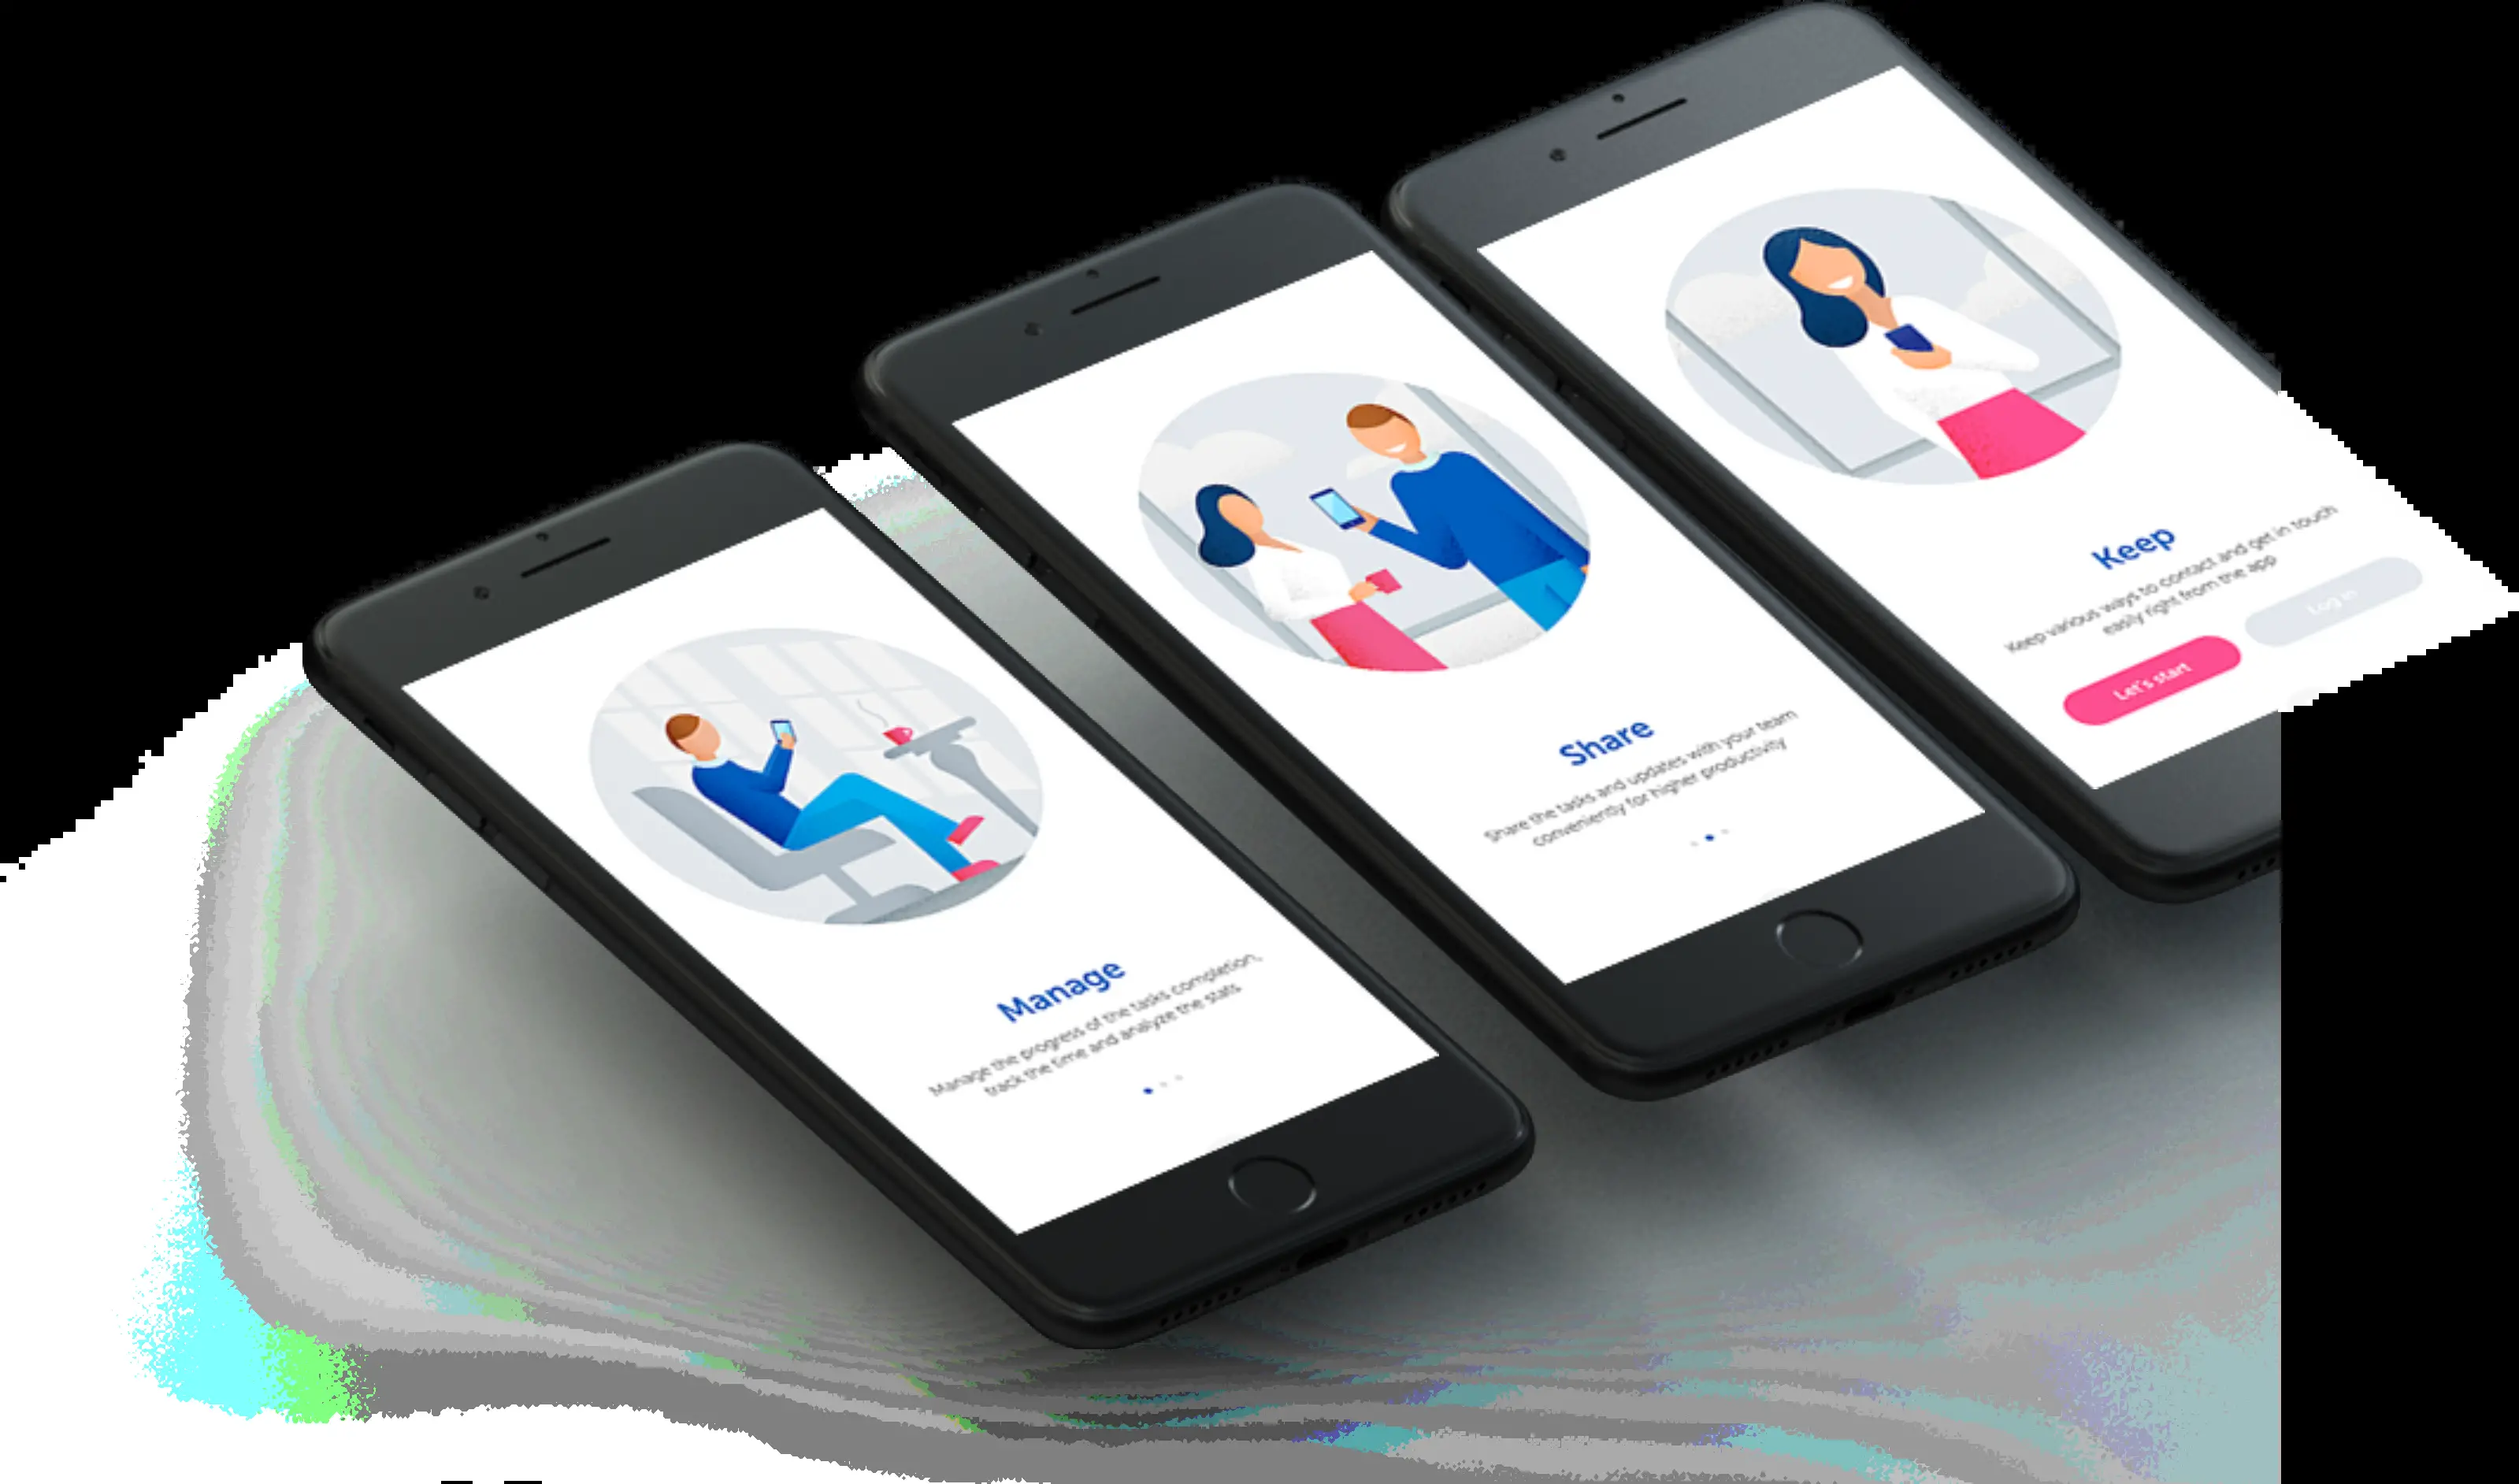 Manage
Manage the progress of the tasks completion,
track the time and analyze the stats
Share
Share the tasks and updates with your team
conveniently for higher productivity
Keep
Keep various ways to contact and get in touch
easily right from the app
Let's start
Log in